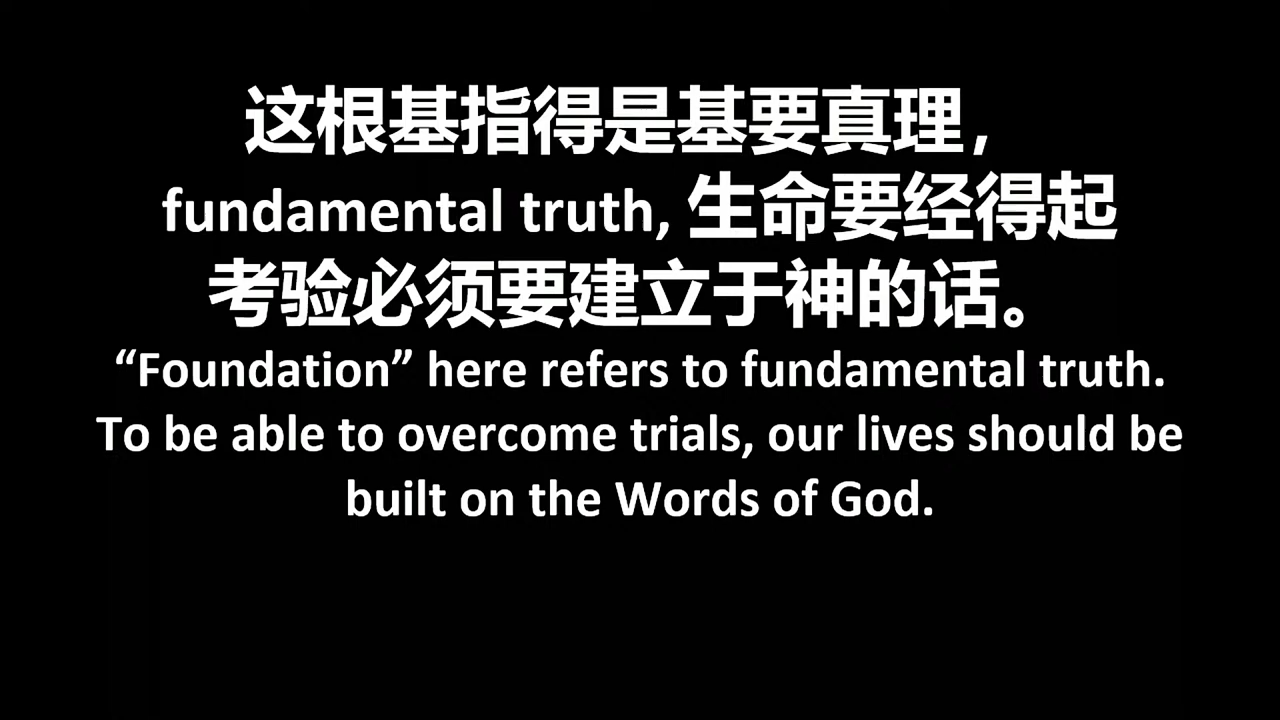 这根基指得是基要真理，
fundamental truth, 生命要经得起
考验必须要建立于神的话。
“Foundation” here refers to fundamental truth.
To be able to overcome trials, our lives should be
built on the Words of God.